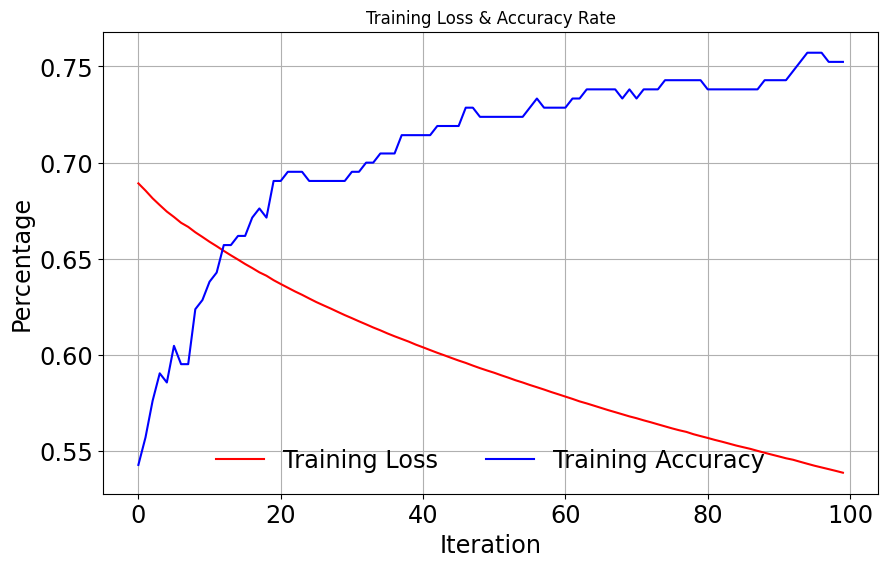 Training Loss & Accuracy Rate
0.75
0.70
0.65
0.60
0.55
Percentage
Training Loss
Training Accuracy
0
20
40
60
80
100
Iteration